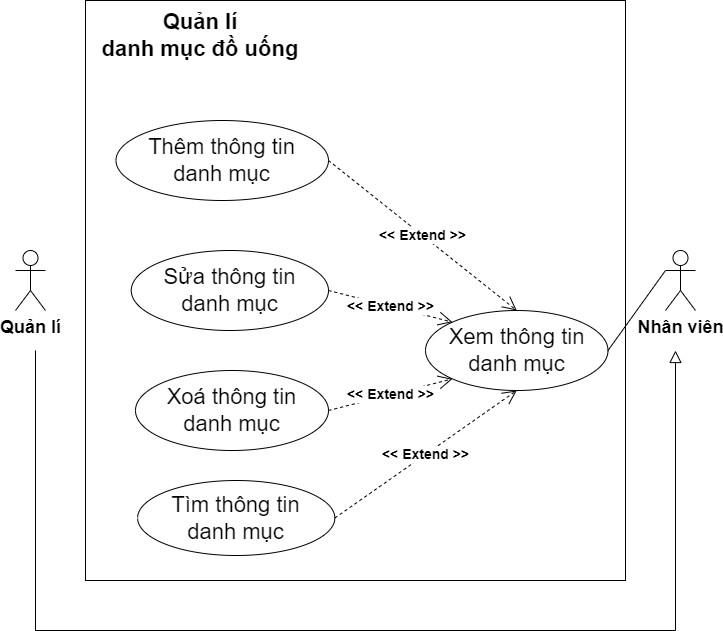 Quản lí
danh mục đồ uống
Thêm thông tin
danh mục
<< Extend >>
Sửa thông tin
danh mục
<< Extend >>
Quản lí
Nhân viên
Xem thông tin
danh mục
Xoá thông tin
danh mục
<< Extend >>
<< Extend >>
Tìm thông tin
danh mục